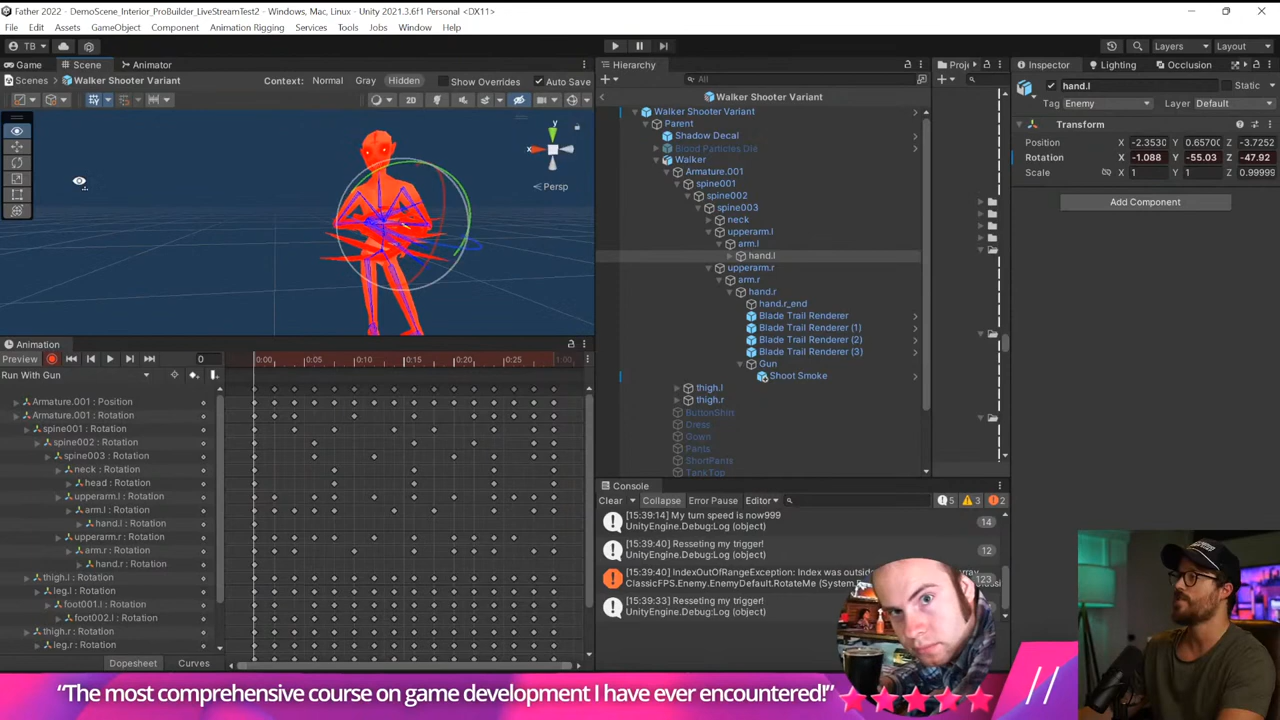 Father 2022 - DemoScene_Interior_ProBuilder_LiveStreamTest2 - Windows, Mac, Linux - Unity 2021.3.6f1 Personal <DX11>
File Edit Assets GameObject Component Animation Rigging Services Tools Jobs Window Help
TB Layers Layout
Game Scene Animator
Scenes Walker Shooter Variant Context: Normal Gray Hidden Show Overrides Auto Save
2D
y
x
Persp
Hierarchy
All
Walker Shooter Variant
Walker Shooter Variant
Parent
Shadow Decal
Blood Particles DIe
Walker
Armature.001
spine001
spine002
spine003
neck
upperarm.l
arm.l
hand.l
upperarm.r
arm.r
hand.r
hand.r_end
Blade Trail Renderer
Blade Trail Renderer (1)
Blade Trail Renderer (2)
Blade Trail Renderer (3)
Gun
Shoot Smoke
thigh.l
thigh.r
ButtonShirt
Dress
Gown
Pants
ShortPants
TankTop
Proj
Inspector Lighting Occlusion
hand.l Static
Tag Enemy Layer Default
Transform
Position X -2.3530 Y 0.65700 Z -3.7252
Rotation X -1.088 Y -55.03 Z -47.92
Scale X 1 Y 1 Z 0.99999
Add Component
Animation
Preview 0 0:00 0:05 0:10 0:15 0:20 0:25 1:00
Run With Gun
Armature.001 : Position
Armature.001 : Rotation
spine001 : Rotation
spine002 : Rotation
spine003 : Rotation
neck : Rotation
head : Rotation
upperarm.l : Rotation
arm.l : Rotation
hand.l : Rotation
upperarm.r : Rotation
arm.r : Rotation
hand.r : Rotation
thigh.l : Rotation
leg.l : Rotation
foot001.l : Rotation
foot002.l : Rotation
thigh.r : Rotation
leg.r : Rotation
Dopesheet Curves
Console
Clear Collapse Error Pause Editor 5 3 2
[15:39:14] My turn speed is now999
UnityEngine.Debug:Log (object)
14
[15:39:40] Resseting my trigger!
UnityEngine.Debug:Log (object)
12
[15:39:40] IndexOutOfRangeException: Index was outside
ClassicFPS.Enemy.EnemyDefault.RotateMe (System.
123
[15:39:33] Resseting my trigger!
UnityEngine.Debug:Log (object)
“The most comprehensive course on game development I have ever encountered!” //